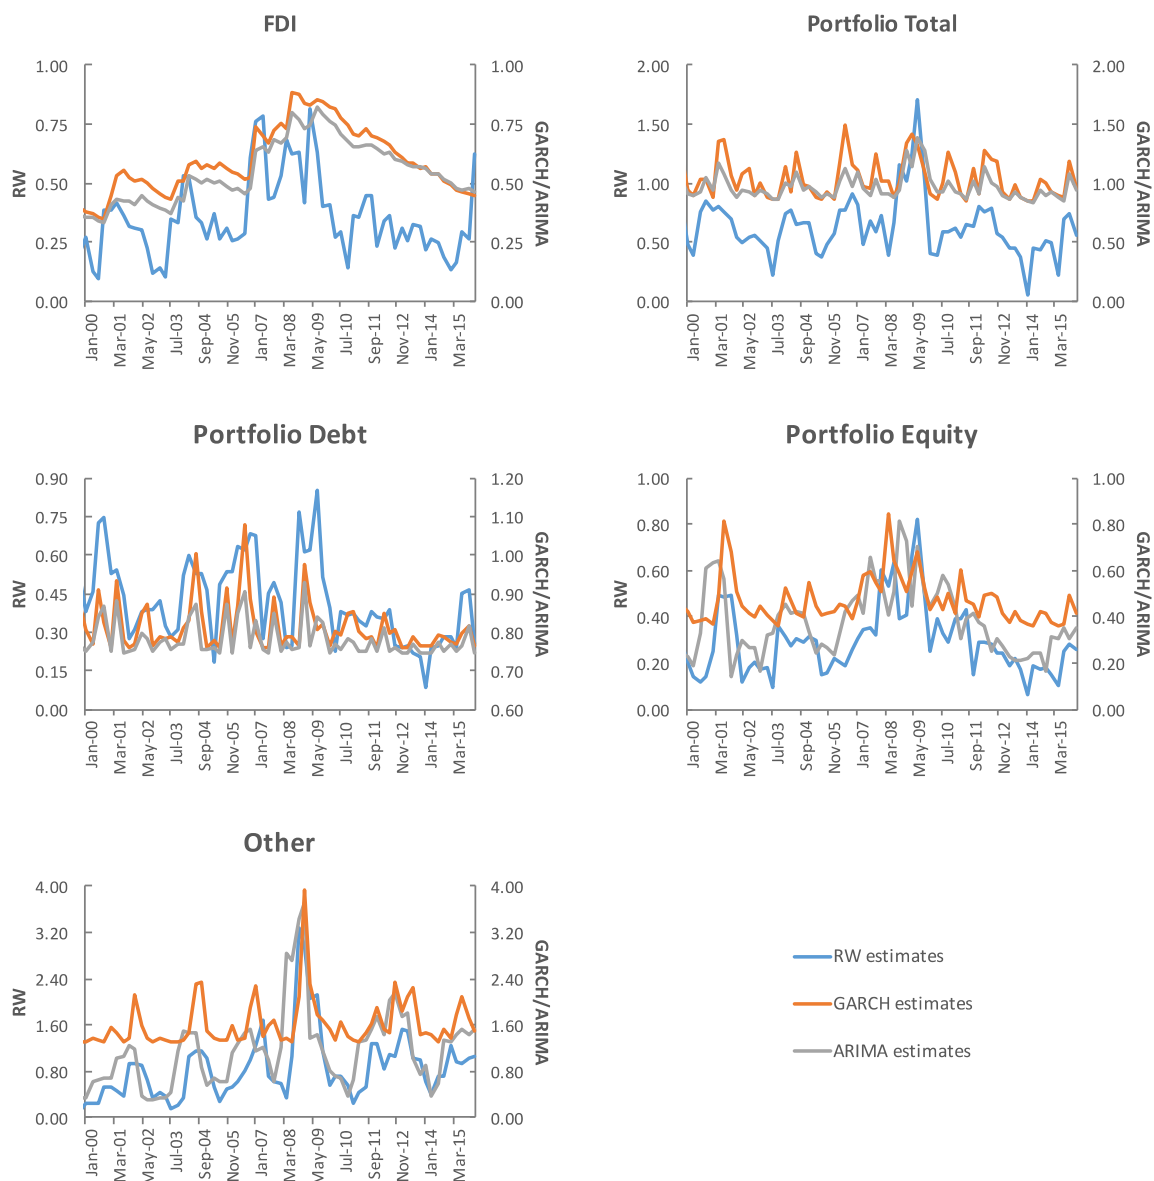 FDI
1.00
0.75
0.50
0.25
0.00
RW
1.00
0.75
0.50
0.25
0.00
GARCH/ARIMA
Jan-00
Mar-01
May-02
Jul-03
Sep-04
Nov-05
Jan-07
Mar-08
May-09
Jul-10
Sep-11
Nov-12
Jan-14
Mar-15
Portfolio Total
2.00
1.50
1.00
0.50
0.00
RW
2.00
1.50
1.00
0.50
0.00
GARCH/ARIMA
Jan-00
Mar-01
May-02
Jul-03
Sep-04
Nov-05
Jan-07
Mar-08
May-09
Jul-10
Sep-11
Nov-12
Jan-14
Mar-15
Portfolio Debt
0.90
0.75
0.60
0.45
0.30
0.15
0.00
RW
1.20
1.10
1.00
0.90
0.80
0.70
0.60
GARCH/ARIMA
Jan-00
Mar-01
May-02
Jul-03
Sep-04
Nov-05
Jan-07
Mar-08
May-09
Jul-10
Sep-11
Nov-12
Jan-14
Mar-15
Portfolio Equity
1.00
0.80
0.60
0.40
0.20
0.00
RW
1.00
0.80
0.60
0.40
0.20
0.00
GARCH/ARIMA
Jan-00
Mar-01
May-02
Jul-03
Sep-04
Nov-05
Jan-07
Mar-08
May-09
Jul-10
Sep-11
Nov-12
Jan-14
Mar-15
Other
4.00
3.20
2.40
1.60
0.80
0.00
RW
4.00
3.20
2.40
1.60
0.80
0.00
GARCH/ARIMA
Jan-00
Mar-01
May-02
Jul-03
Sep-04
Nov-05
Jan-07
Mar-08
May-09
Jul-10
Sep-11
Nov-12
Jan-14
Mar-15
RW estimates
GARCH estimates
ARIMA estimates